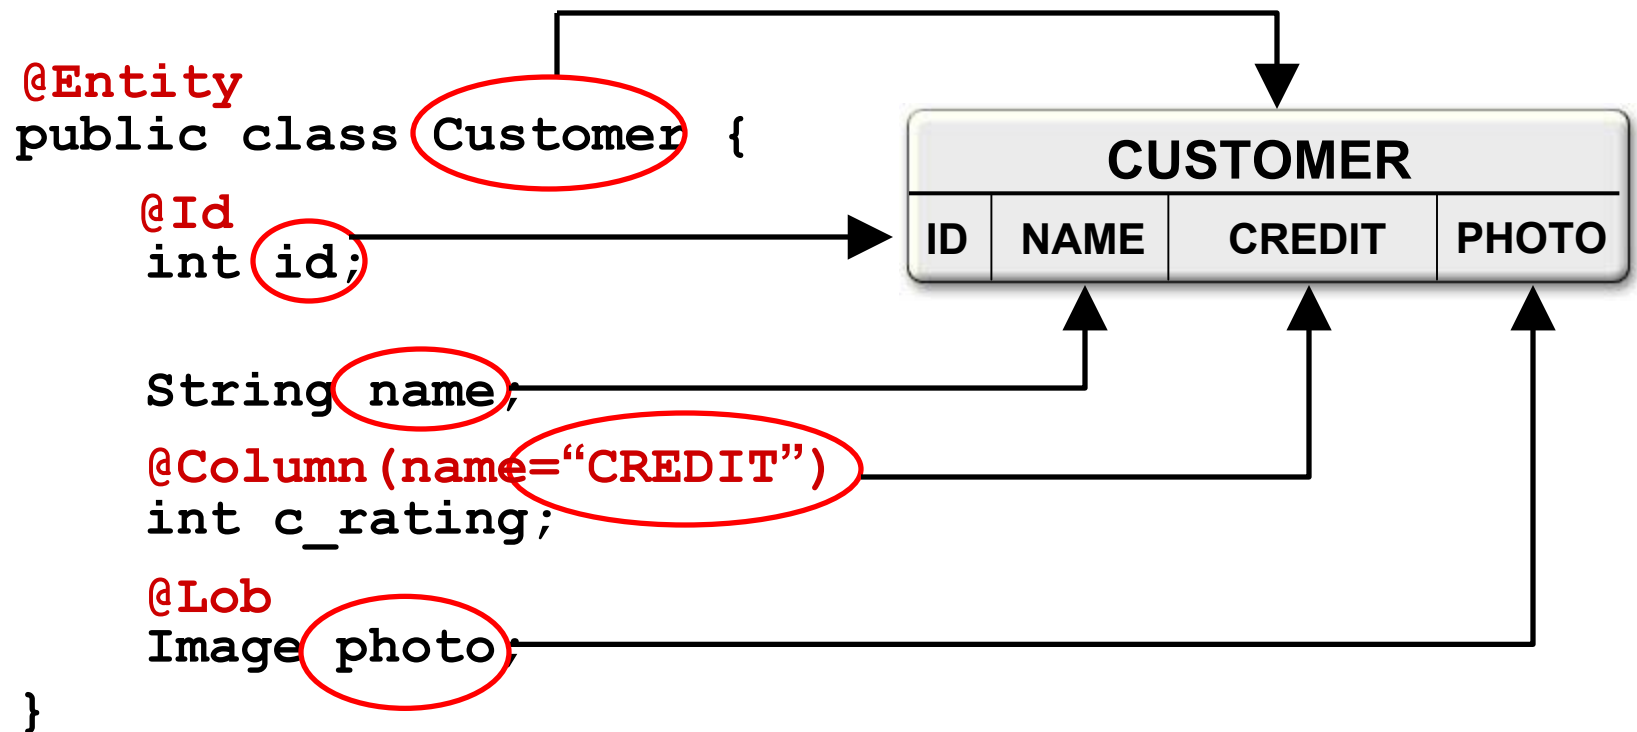 @Entity
public class Customer {
@Id
int id;
String name;
@Column(name=“CREDIT”)
int c_rating;
@Lob
Image photo;
}
CUSTOMER
ID NAME CREDIT PHOTO